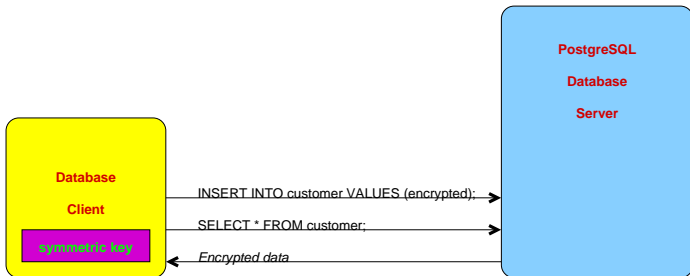 PostgreSQL
Database
Server
Database
Client
symmetric key
INSERT INTO customer VALUES (encrypted);
SELECT * FROM customer;
Encrypted data